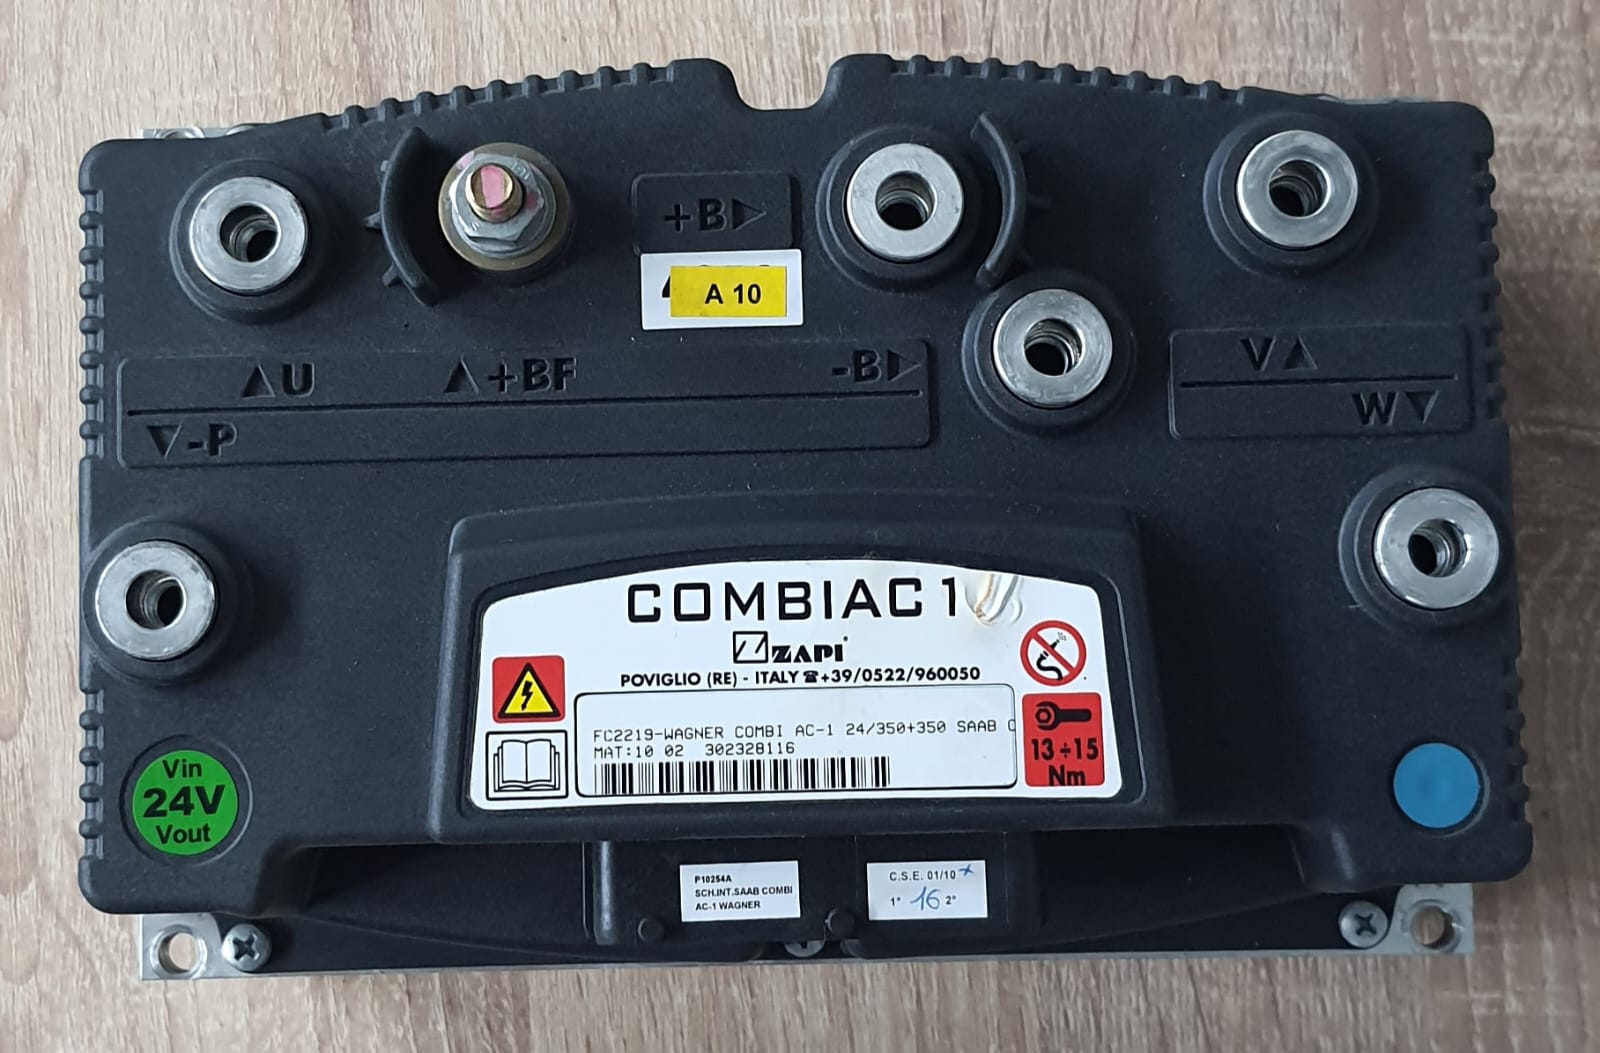 +B▷
A 10
△U △+BF -B▷
▽-P
V△
W▽
COMBIAC1
ZAPI
POVIGLIO (RE) - ITALY ☎+39/0522/960050
FC2219-WAGNER COMBI AC-1 24/350+350 SAAB
MAT:10 02 302328116
13÷15
Nm
Vin
24V
Vout
P10254A
SCH.INT.SAAB COMBI
AC-1 WAGNER
C.S.E. 01/10
1° 16 2°